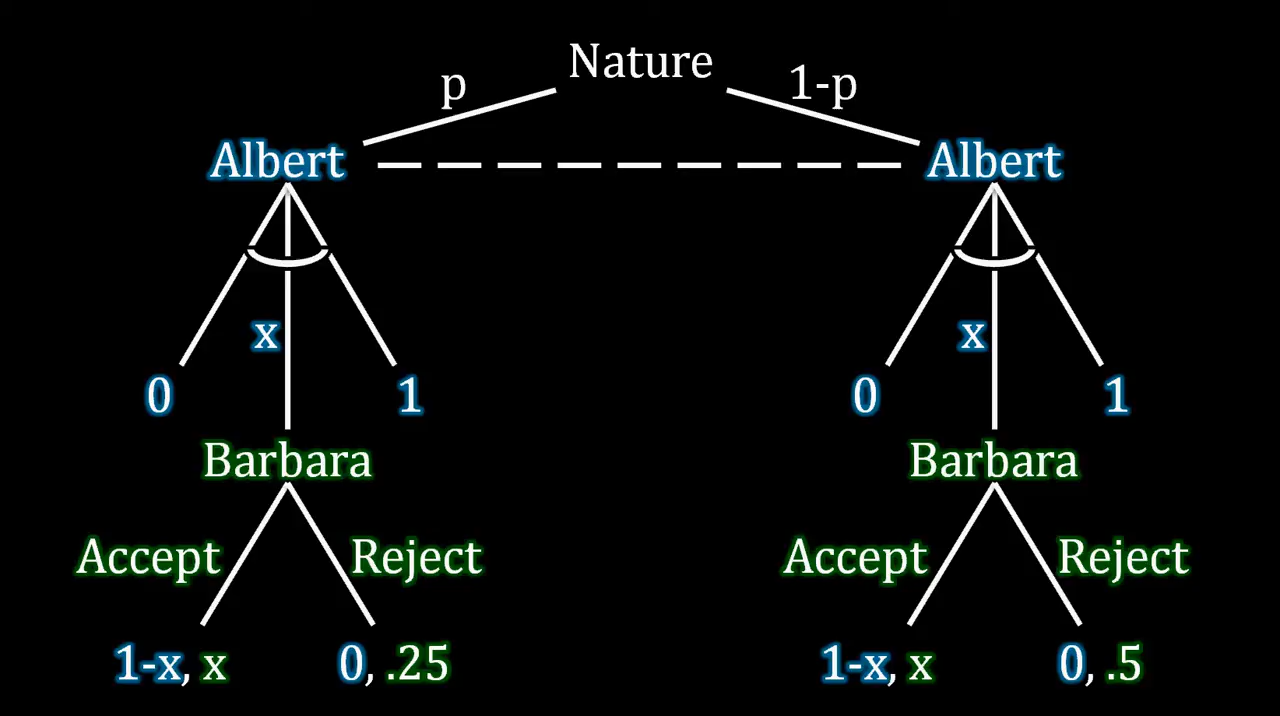 Nature
p 1-p
Albert Albert
x x
0 1 0 1
Barbara Barbara
Accept Reject Accept Reject
1-x, x 0, .25 1-x, x 0, .5